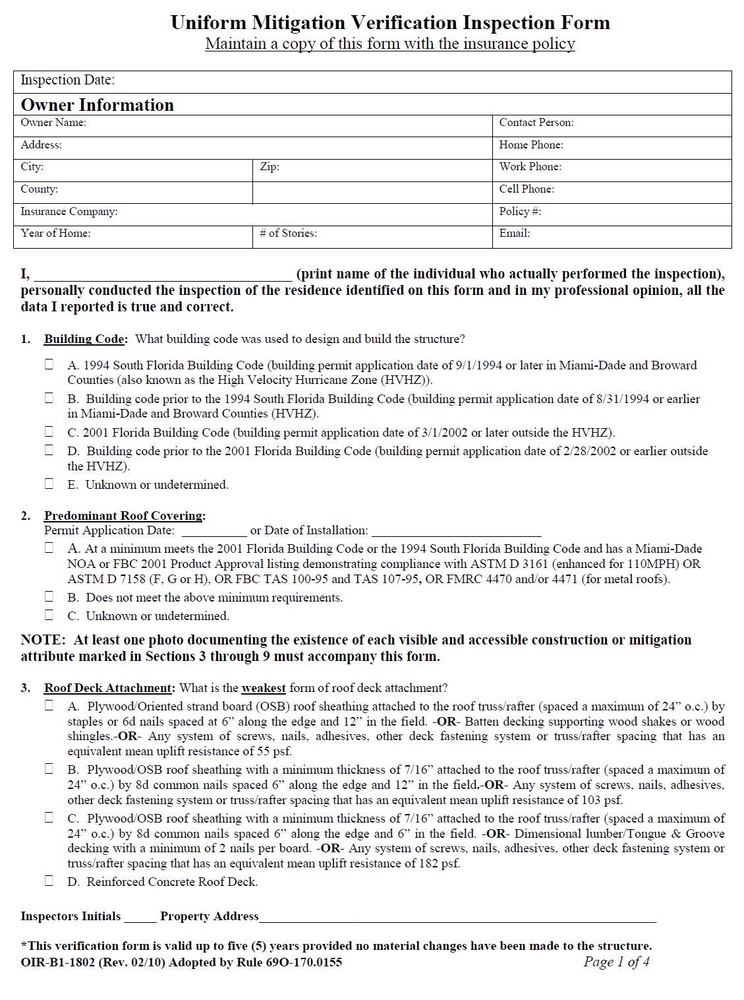 Uniform Mitigation Verification Inspection Form
Maintain a copy of this form with the insurance policy
Inspection Date:
Owner Information
Owner Name:
Contact Person:
Address:
Home Phone:
City:
Zip:
Work Phone:
County:
Cell Phone:
Insurance Company:
Policy #:
Year of Home:
# of Stories:
Email:
I, ______________________________________ (print name of the individual who actually performed the inspection),
personally conducted the inspection of the residence identified on this form and in my professional opinion, all the
data I reported is true and correct.
1. Building Code: What building code was used to design and build the structure?
☐ A. 1994 South Florida Building Code (building permit application date of 9/1/1994 or later in Miami-Dade and Broward
Counties (also known as the High Velocity Hurricane Zone (HVHZ)).
☐ B. Building code prior to the 1994 South Florida Building Code (building permit application date of 8/31/1994 or earlier
in Miami-Dade and Broward Counties (HVHZ).
☐ C. 2001 Florida Building Code (building permit application date of 3/1/2002 or later outside the HVHZ).
☐ D. Building code prior to the 2001 Florida Building Code (building permit application date of 2/28/2002 or earlier outside
the HVHZ).
☐ E. Unknown or undetermined.
2. Predominant Roof Covering:
Permit Application Date: __________ or Date of Installation: __________________________
☐ A. At a minimum meets the 2001 Florida Building Code or the 1994 South Florida Building Code and has a Miami-Dade
NOA or FBC 2001 Product Approval listing demonstrating compliance with ASTM D 3161 (enhanced for 110MPH) OR
ASTM D 7158 (F, G or H), OR FBC TAS 100-95 and TAS 107-95, OR FMRC 4470 and/or 4471 (for metal roofs).
☐ B. Does not meet the above minimum requirements.
☐ C. Unknown or undetermined.
NOTE: At least one photo documenting the existence of each visible and accessible construction or mitigation
attribute marked in Sections 3 through 9 must accompany this form.
3. Roof Deck Attachment: What is the weakest form of roof deck attachment?
☐ A. Plywood/Oriented strand board (OSB) roof sheathing attached to the roof truss/rafter (spaced a maximum of 24” o.c.) by
staples or 6d nails spaced at 6” along the edge and 12” in the field. -OR- Batten decking supporting wood shakes or wood
shingles.-OR- Any system of screws, nails, adhesives, other deck fastening system or truss/rafter spacing that has an
equivalent mean uplift resistance of 55 psf.
☐ B. Plywood/OSB roof sheathing with a minimum thickness of 7/16” attached to the roof truss/rafter (spaced a maximum of
24” o.c.) by 8d common nails spaced 6” along the edge and 12” in the field.-OR- Any system of screws, nails, adhesives,
other deck fastening system or truss/rafter spacing that has an equivalent mean uplift resistance of 103 psf.
☐ C. Plywood/OSB roof sheathing with a minimum thickness of 7/16” attached to the roof truss/rafter (spaced a maximum of
24” o.c.) by 8d common nails spaced 6” along the edge and 6” in the field. -OR- Dimensional lumber/Tongue & Groove
decking with a minimum of 2 nails per board. -OR- Any system of screws, nails, adhesives, other deck fastening system or
truss/rafter spacing that has an equivalent mean uplift resistance of 182 psf.
☐ D. Reinforced Concrete Roof Deck.
Inspectors Initials _____ Property Address____________________________________________________________
*This verification form is valid up to five (5) years provided no material changes have been made to the structure.
OIR-B1-1802 (Rev. 02/10) Adopted by Rule 69O-170.0155
Page 1 of 4